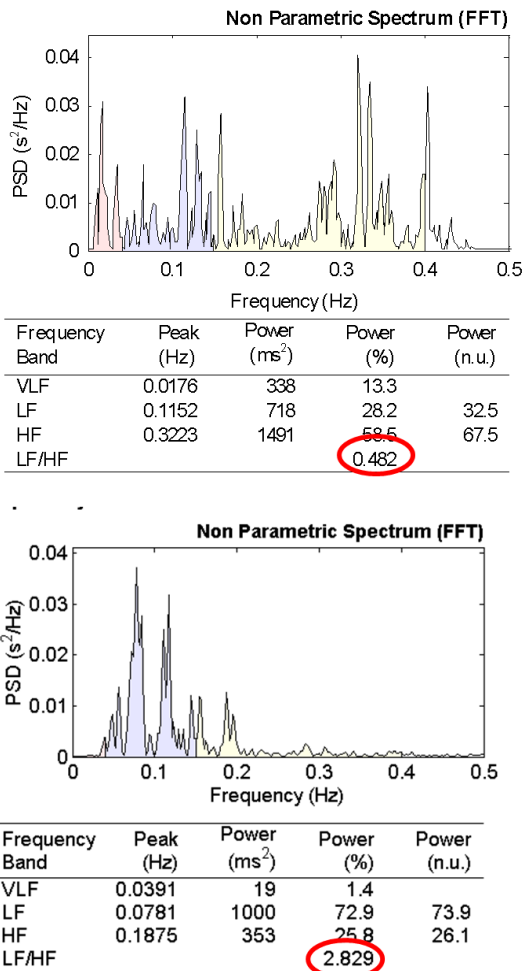 Non Parametric Spectrum (FFT)
0.04
0.03
0.02
0.01
0
PSD (s²/Hz)
0 0.1 0.2 0.3 0.4 0.5
Frequency (Hz)
Frequency Peak Power Power Power
Band (Hz) (ms²) (%) (n.u.)
VLF 0.0176 338 13.3
LF 0.1152 718 28.2 32.5
HF 0.3223 1491 58.5 67.5
LF/HF 0.482
Non Parametric Spectrum (FFT)
0.04
0.03
0.02
0.01
0
PSD (s²/Hz)
0 0.1 0.2 0.3 0.4 0.5
Frequency (Hz)
Frequency Peak Power Power Power
Band (Hz) (ms²) (%) (n.u.)
VLF 0.0391 19 1.4
LF 0.0781 1000 72.9 73.9
HF 0.1875 353 25.8 26.1
LF/HF 2.829